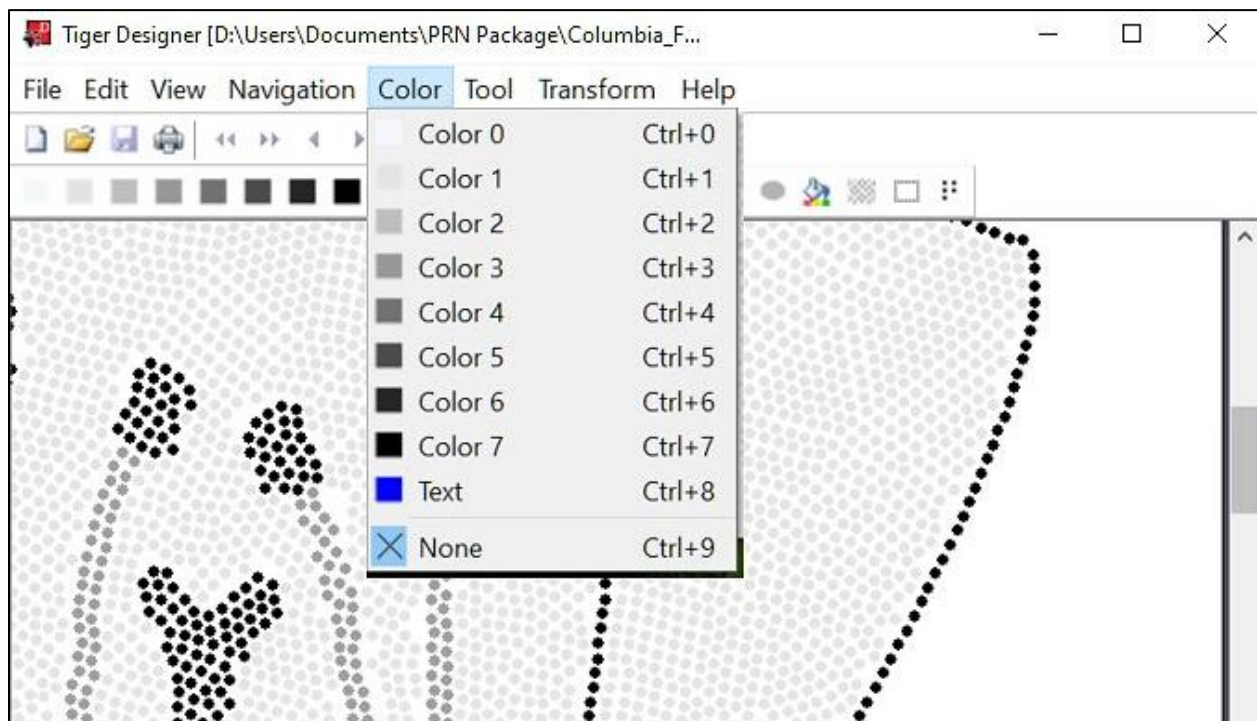 Tiger Designer [D:\Users\Documents\PRN Package\Columbia_F...
File Edit View Navigation Color Tool Transform Help
Color 0 Ctrl+0
Color 1 Ctrl+1
Color 2 Ctrl+2
Color 3 Ctrl+3
Color 4 Ctrl+4
Color 5 Ctrl+5
Color 6 Ctrl+6
Color 7 Ctrl+7
Text Ctrl+8
None Ctrl+9